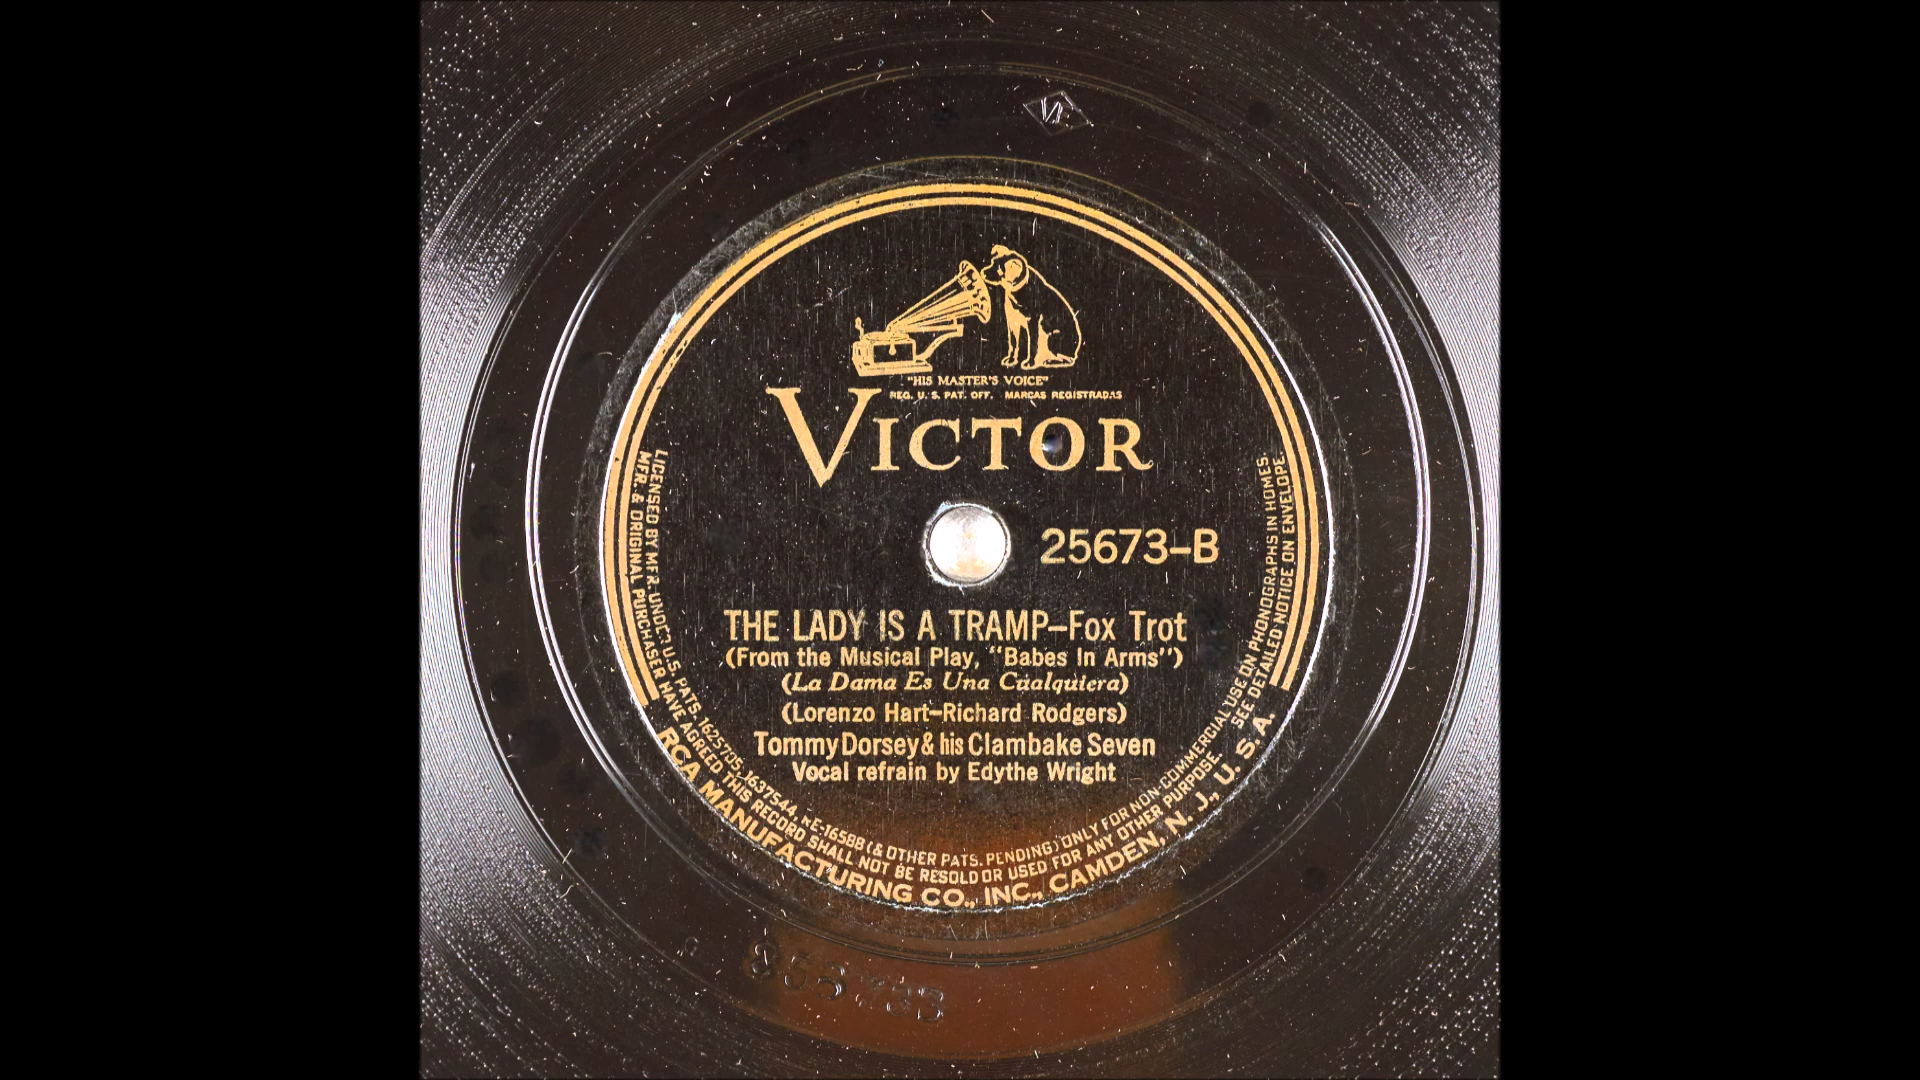 VE
"HIS MASTER'S VOICE"
REG. U.S. PAT. OFF. MARCAS REGISTRADAS
VICTOR
25673-B
THE LADY IS A TRAMP-Fox Trot
(From the Musical Play, "Babes In Arms")
(La Dama Es Una Cualquiera)
(Lorenzo Hart-Richard Rodgers)
Tommy Dorsey & his Clambake Seven
Vocal refrain by Edythe Wright
LICENSED BY MFR. UNDER U.S. PATS. 1625705, 1637544, RE-16588 (& OTHER PATS. PENDING) ONLY FOR NON-COMMERCIAL USE ON PHONOGRAPHS IN HOMES.
MFR. & ORIGINAL PURCHASER HAVE AGREED THIS RECORD SHALL NOT BE RESOLD OR USED FOR ANY OTHER PURPOSE. SEE DETAILED NOTICE ON ENVELOPE.
RCA MANUFACTURING CO., INC., CAMDEN, N. J., U. S. A.